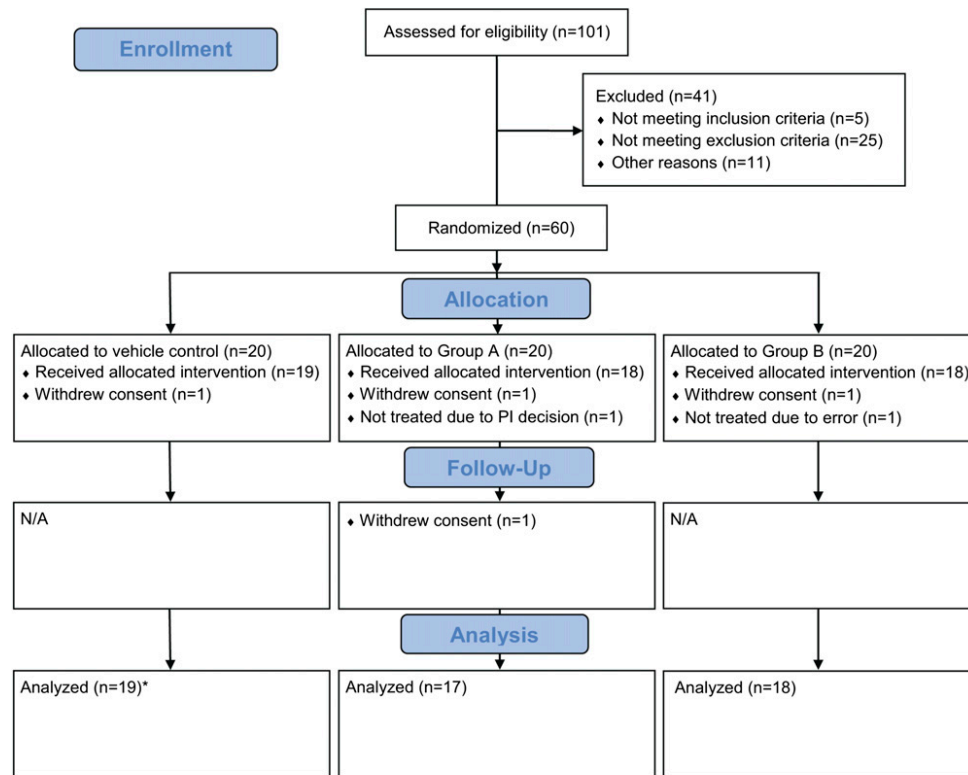 Assessed for eligibility (n=101)
Enrollment
Excluded (n=41)
♦ Not meeting inclusion criteria (n=5)
♦ Not meeting exclusion criteria (n=25)
♦ Other reasons (n=11)
Randomized (n=60)
Allocation
Allocated to vehicle control (n=20)
♦ Received allocated intervention (n=19)
♦ Withdrew consent (n=1)
Allocated to Group A (n=20)
♦ Received allocated intervention (n=18)
♦ Withdrew consent (n=1)
♦ Not treated due to PI decision (n=1)
Allocated to Group B (n=20)
♦ Received allocated intervention (n=18)
♦ Withdrew consent (n=1)
♦ Not treated due to error (n=1)
Follow-Up
N/A
♦ Withdrew consent (n=1)
N/A
Analysis
Analyzed (n=19)*
Analyzed (n=17)
Analyzed (n=18)